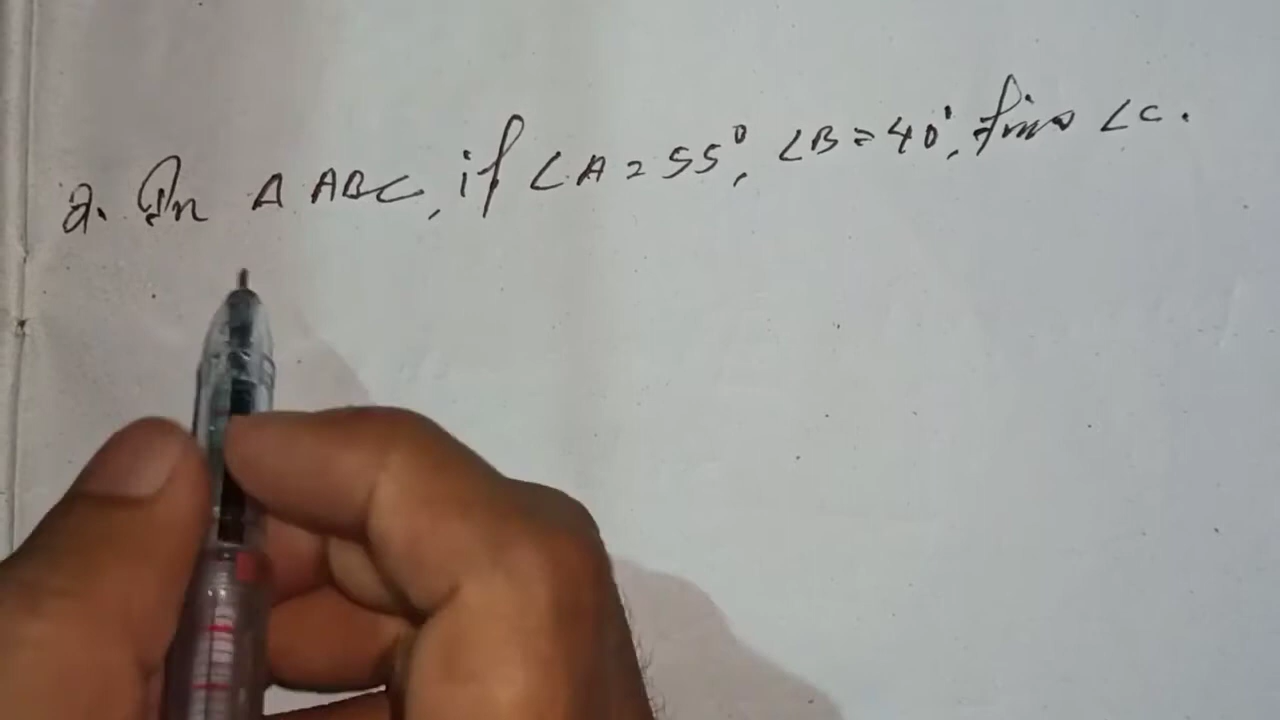 2. In Δ ABC, if ∠A = 55°, ∠B = 40°, find ∠C.